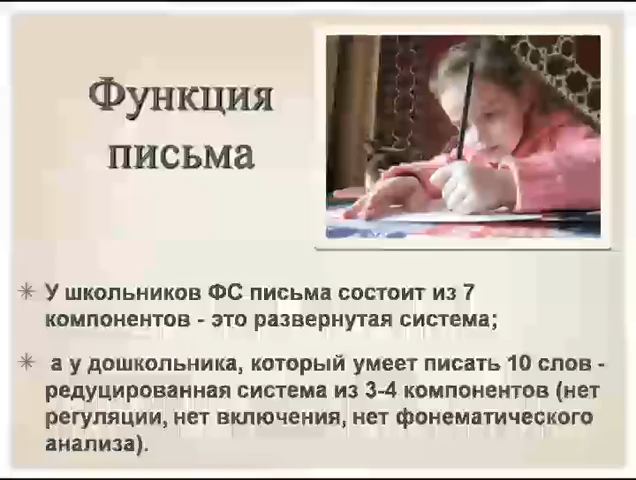 Функция
письма
У школьников ФС письма состоит из 7
компонентов - это развернутая система;
а у дошкольника, который умеет писать 10 слов -
редуцированная система из 3-4 компонентов (нет
регуляции, нет включения, нет фонематического
анализа).